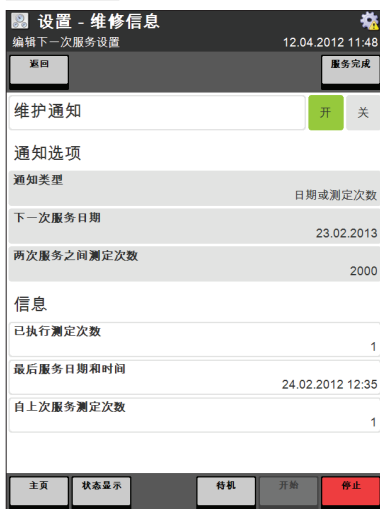 设置 - 维修信息
编辑下一次服务设置 12.04.2012 11:48
返回 服务完成
维护通知 开 关
通知选项
通知类型
日期或测定次数
下一次服务日期
23.02.2013
两次服务之间测定次数
2000
信息
已执行测定次数
1
最后服务日期和时间
24.02.2012 12:35
自上次服务测定次数
1
主页 状态显示 待机 开始 停止